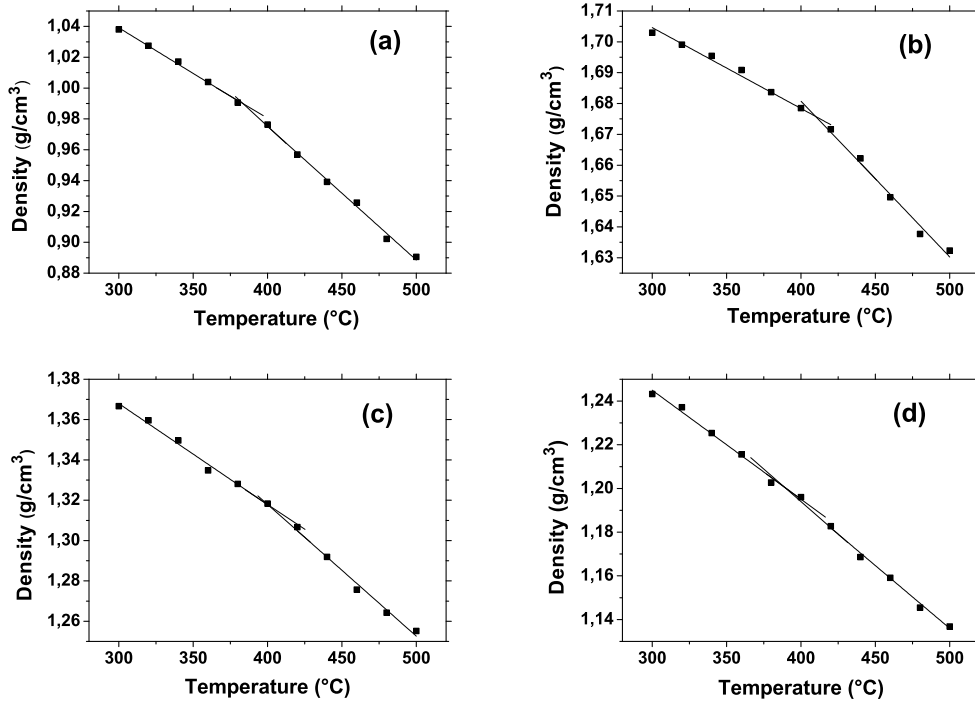 (a)
1,04
1,02
1,00
0,98
0,96
0,94
0,92
0,90
0,88
Density (g/cm³)
300 350 400 450 500
Temperature (°C)
(b)
1,71
1,70
1,69
1,68
1,67
1,66
1,65
1,64
1,63
Density (g/cm³)
300 350 400 450 500
Temperature (°C)
(c)
1,38
1,36
1,34
1,32
1,30
1,28
1,26
Density (g/cm³)
300 350 400 450 500
Temperature (°C)
(d)
1,24
1,22
1,20
1,18
1,16
1,14
Density (g/cm³)
300 350 400 450 500
Temperature (°C)